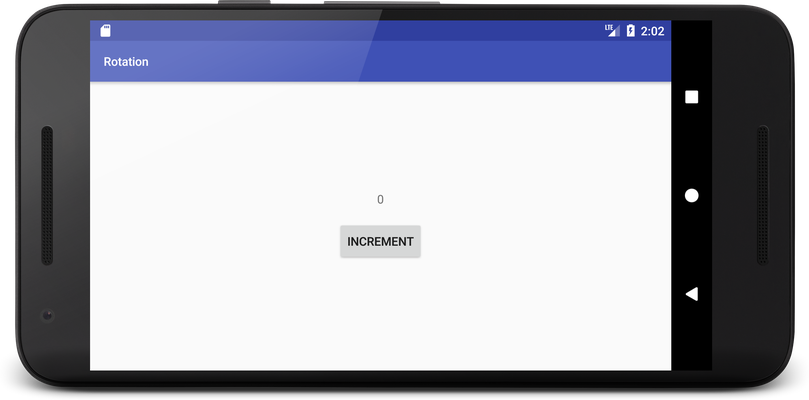 LTE 2:02
Rotation
0
INCREMENT